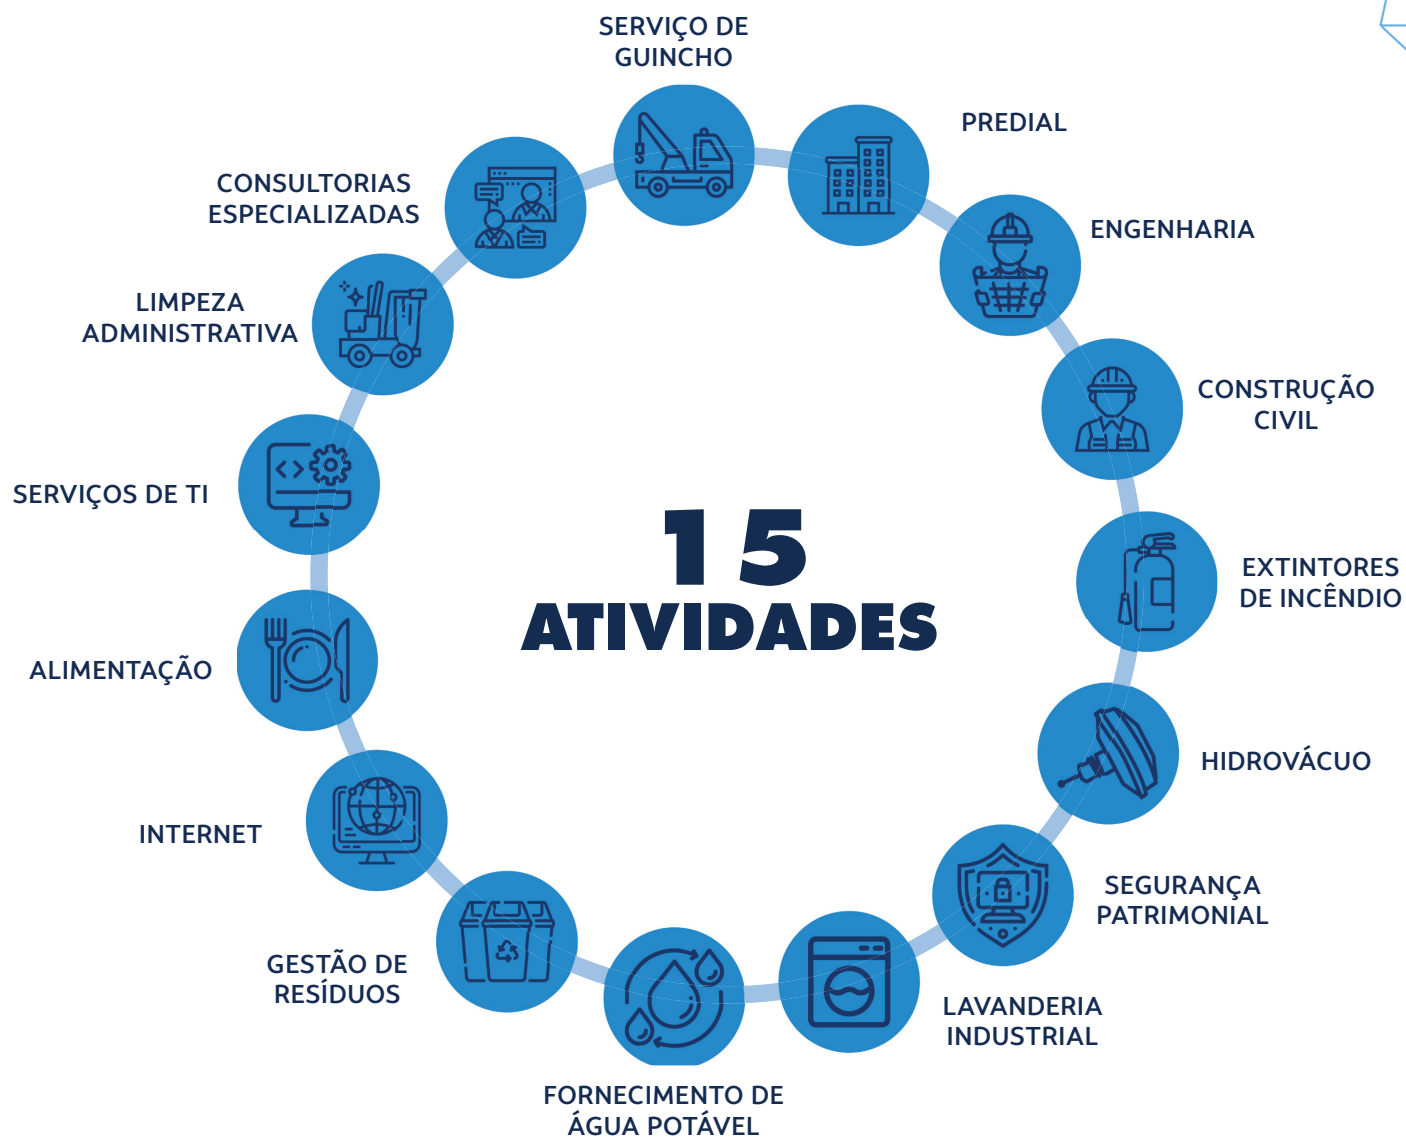 SERVIÇO DE
GUINCHO
PREDIAL
ENGENHARIA
CONSTRUÇÃO
CIVIL
EXTINTORES
DE INCÊNDIO
HIDROVÁCUO
SEGURANÇA
PATRIMONIAL
LAVANDERIA
INDUSTRIAL
FORNECIMENTO DE
ÁGUA POTÁVEL
GESTÃO DE
RESÍDUOS
INTERNET
ALIMENTAÇÃO
SERVIÇOS DE TI
LIMPEZA
ADMINISTRATIVA
CONSULTORIAS
ESPECIALIZADAS
15
ATIVIDADES